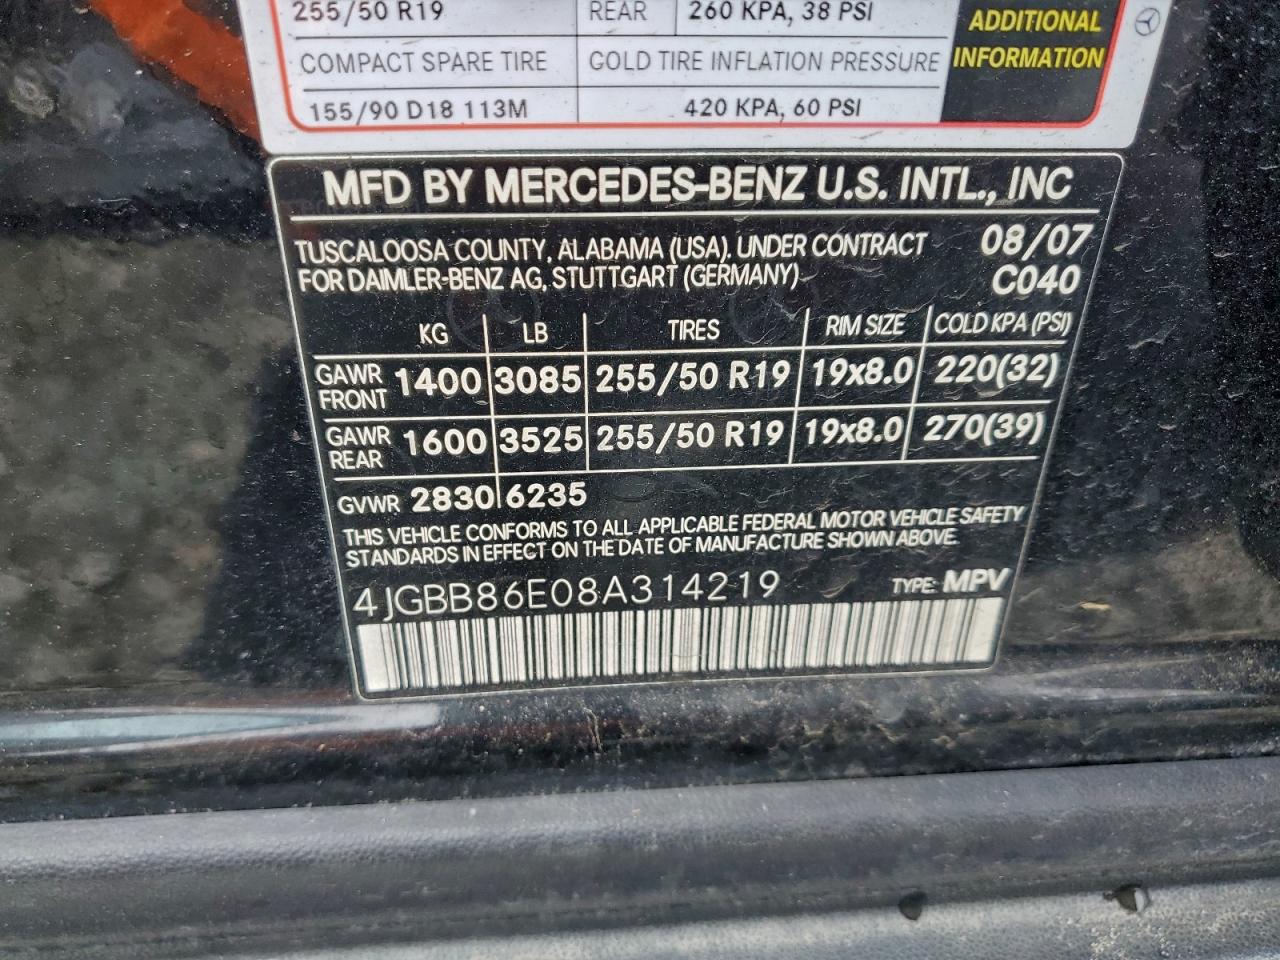 255/50 R19 REAR 260 KPA, 38 PSI ADDITIONAL
COMPACT SPARE TIRE COLD TIRE INFLATION PRESSURE INFORMATION
155/90 D18 113M 420 KPA, 60 PSI
MFD BY MERCEDES-BENZ U.S. INTL., INC
TUSCALOOSA COUNTY, ALABAMA (USA). UNDER CONTRACT 08/07
FOR DAIMLER-BENZ AG, STUTTGART (GERMANY) C040
KG LB TIRES RIM SIZE COLD KPA (PSI)
GAWR FRONT 1400 3085 255/50 R19 19x8.0 220(32)
GAWR REAR 1600 3525 255/50 R19 19x8.0 270(39)
GVWR 2830 6235
THIS VEHICLE CONFORMS TO ALL APPLICABLE FEDERAL MOTOR VEHICLE SAFETY
STANDARDS IN EFFECT ON THE DATE OF MANUFACTURE SHOWN ABOVE.
4JGBB86E08A314219 TYPE: MPV